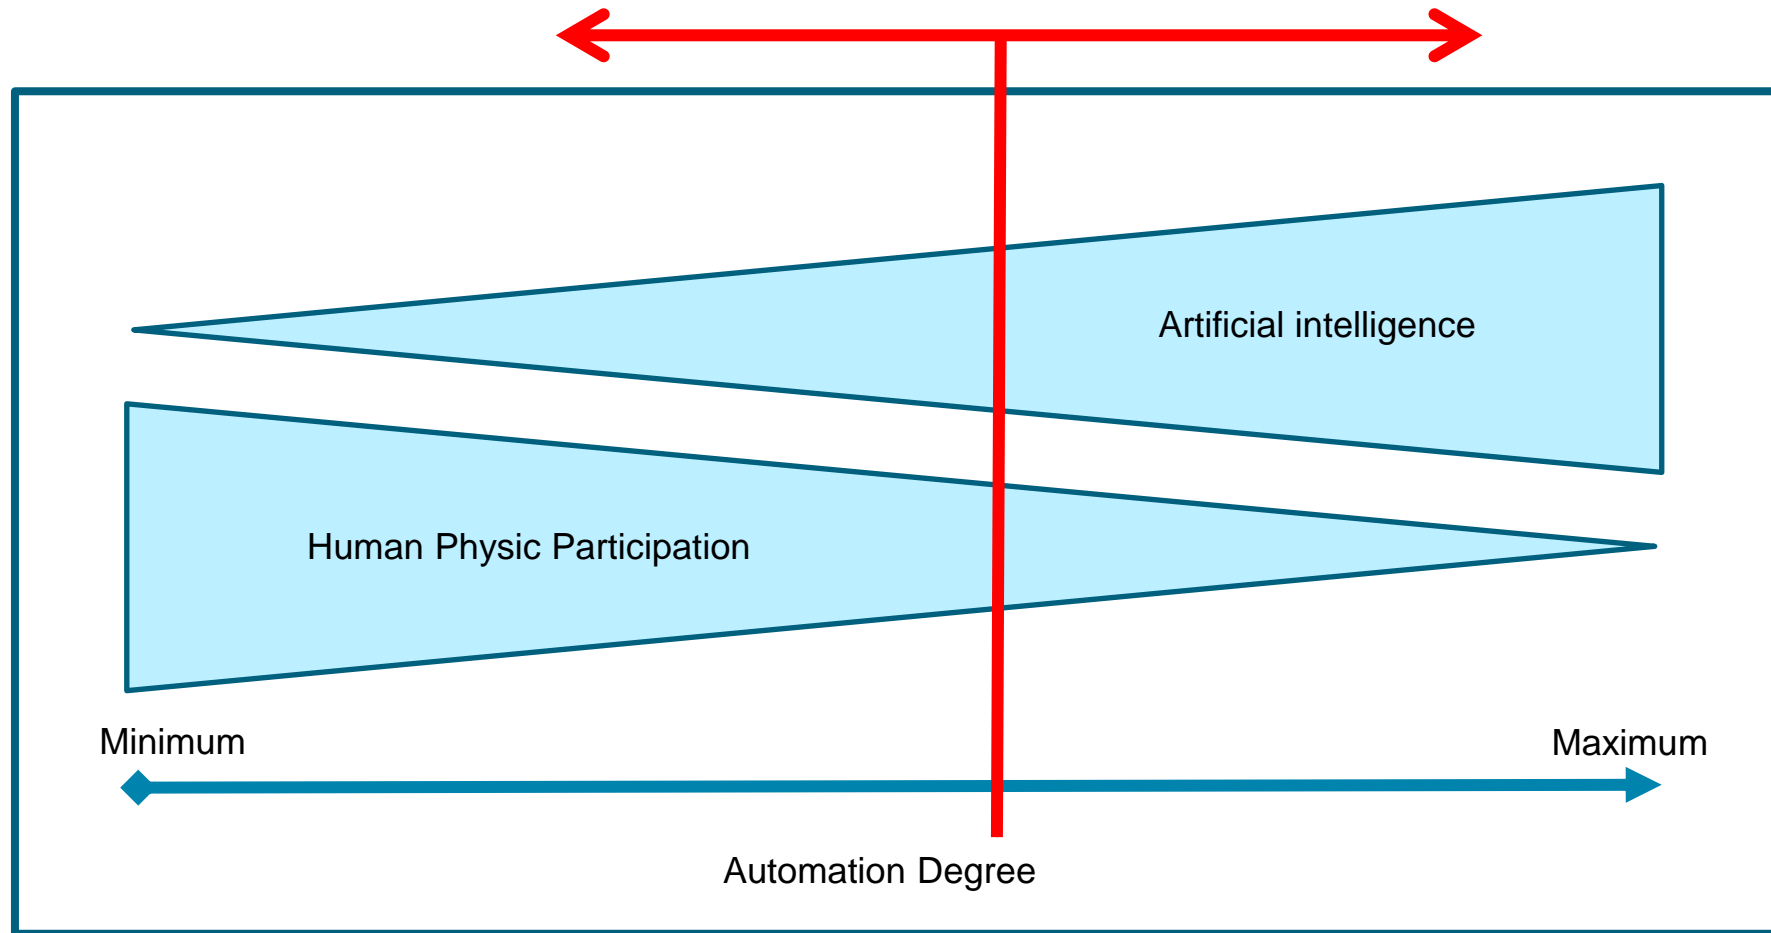 Artificial intelligence
Human Physic Participation
Minimum
Maximum
Automation Degree